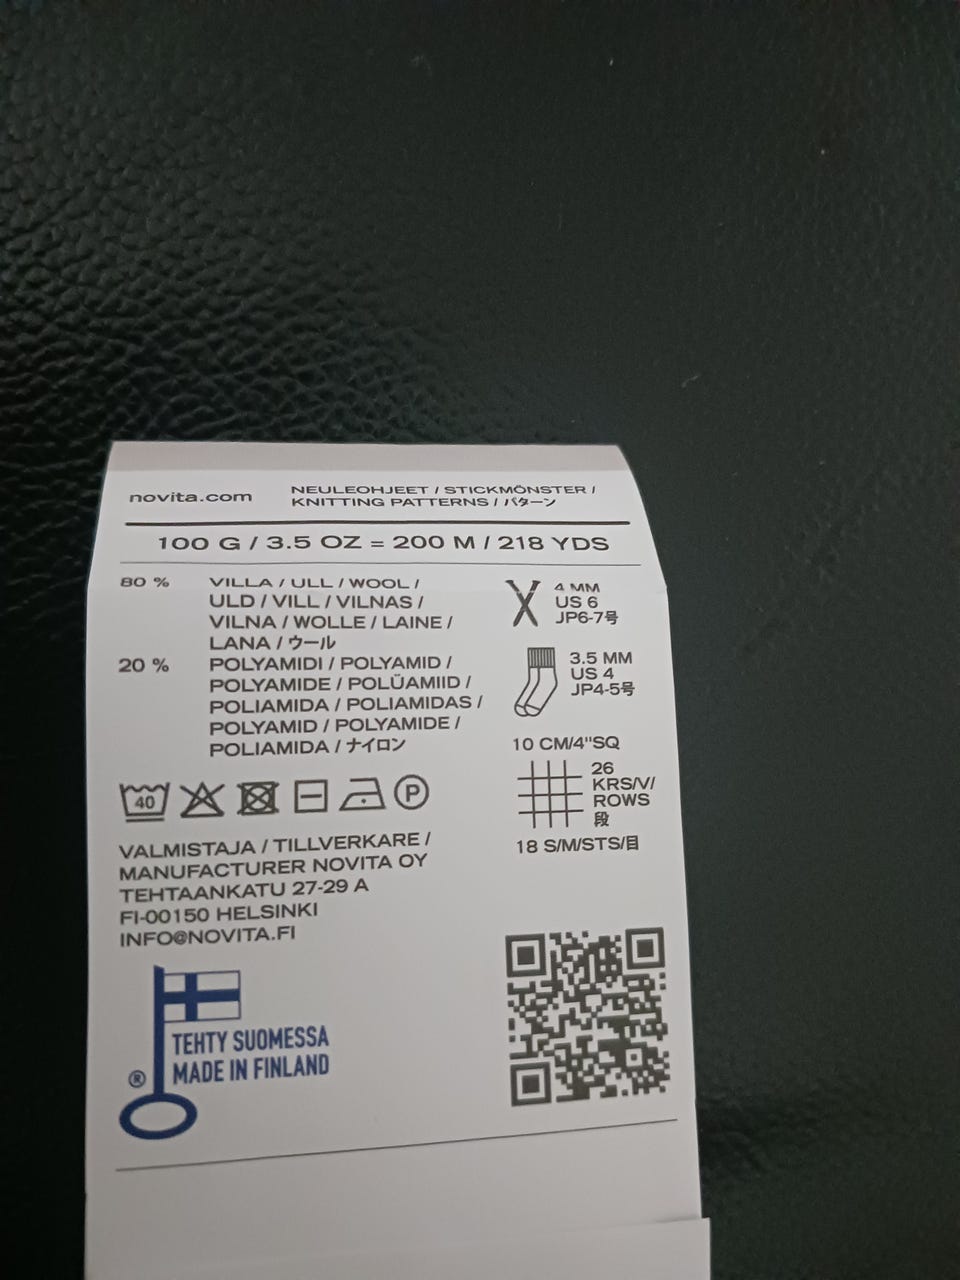 novita.com
NEULEOHJEET / STICKMÖNSTER /
KNITTING PATTERNS / パターン
100 G / 3.5 OZ = 200 M / 218 YDS
80 % VILLA / ULL / WOOL /
ULD / VILL / VILNAS /
VILNA / WOLLE / LAINE /
LANA / ウール
20 % POLYAMIDI / POLYAMID /
POLYAMIDE / POLÜAMIID /
POLIAMIDA / POLIAMIDAS /
POLYAMID / POLYAMIDE /
POLIAMIDA / ナイロン
4 MM
US 6
JP6-7号
3.5 MM
US 4
JP4-5号
10 CM/4"SQ
26
KRS/V/
ROWS
段
18 S/M/STS/目
40
P
VALMISTAJA / TILLVERKARE /
MANUFACTURER NOVITA OY
TEHTAANKATU 27-29 A
FI-00150 HELSINKI
INFO@NOVITA.FI
TEHTY SUOMESSA
MADE IN FINLAND
®